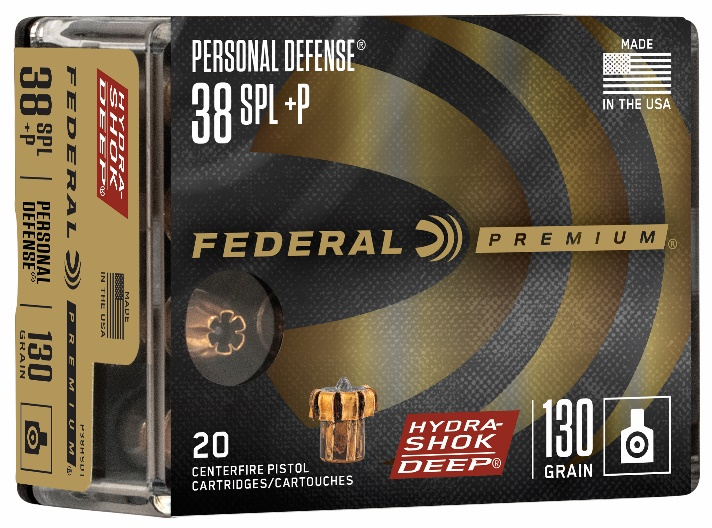 PERSONAL DEFENSE®
38 SPL +P
MADE
IN THE USA
FEDERAL PREMIUM®
20
CENTERFIRE PISTOL
CARTRIDGES/CARTOUCHES
HYDRA-
SHOK
DEEP®
130
GRAIN
HYDRA-
SHOK
DEEP®
FEDERAL PREMIUM®
38 SPL
+P
PERSONAL
DEFENSE®
130
GRAIN
MADE
IN THE USA